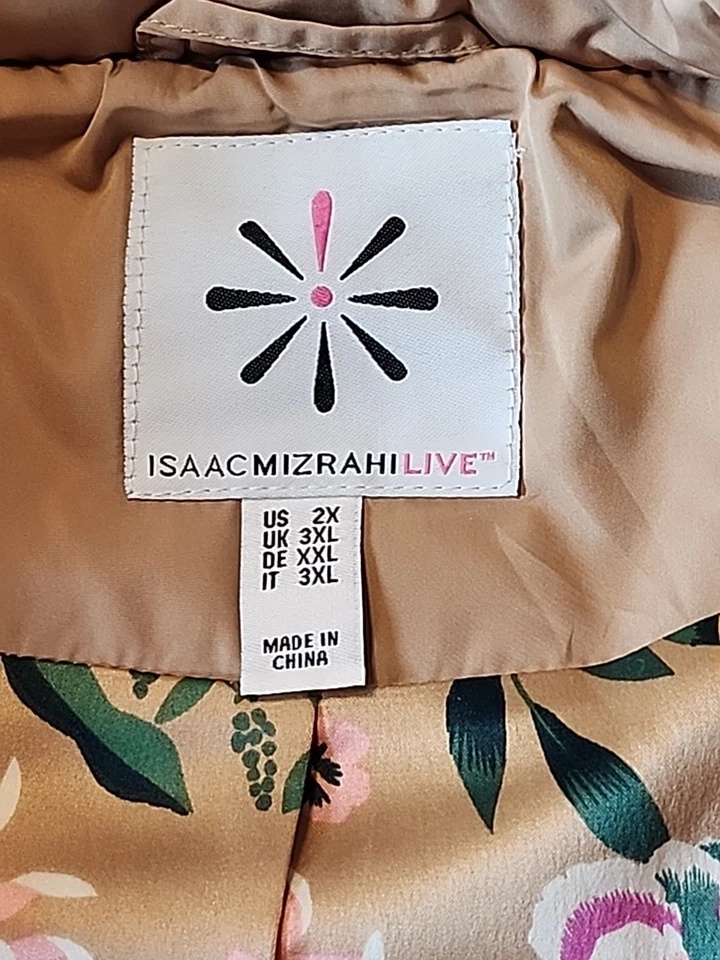 ISAACMIZRAHILIVE™
US 2X
UK 3XL
DE XXL
IT 3XL
MADE IN
CHINA